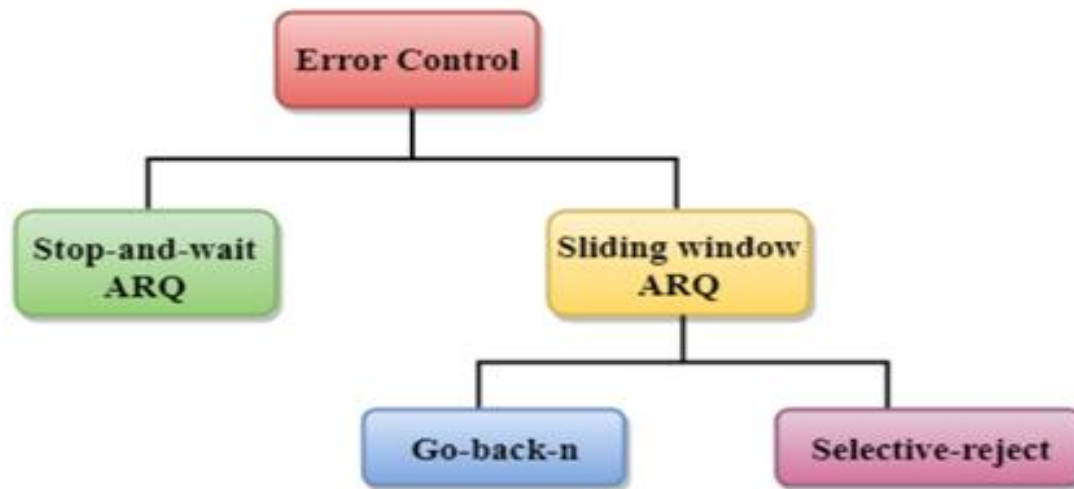 Error Control
Stop-and-wait
ARQ
Sliding window
ARQ
Go-back-n
Selective-reject